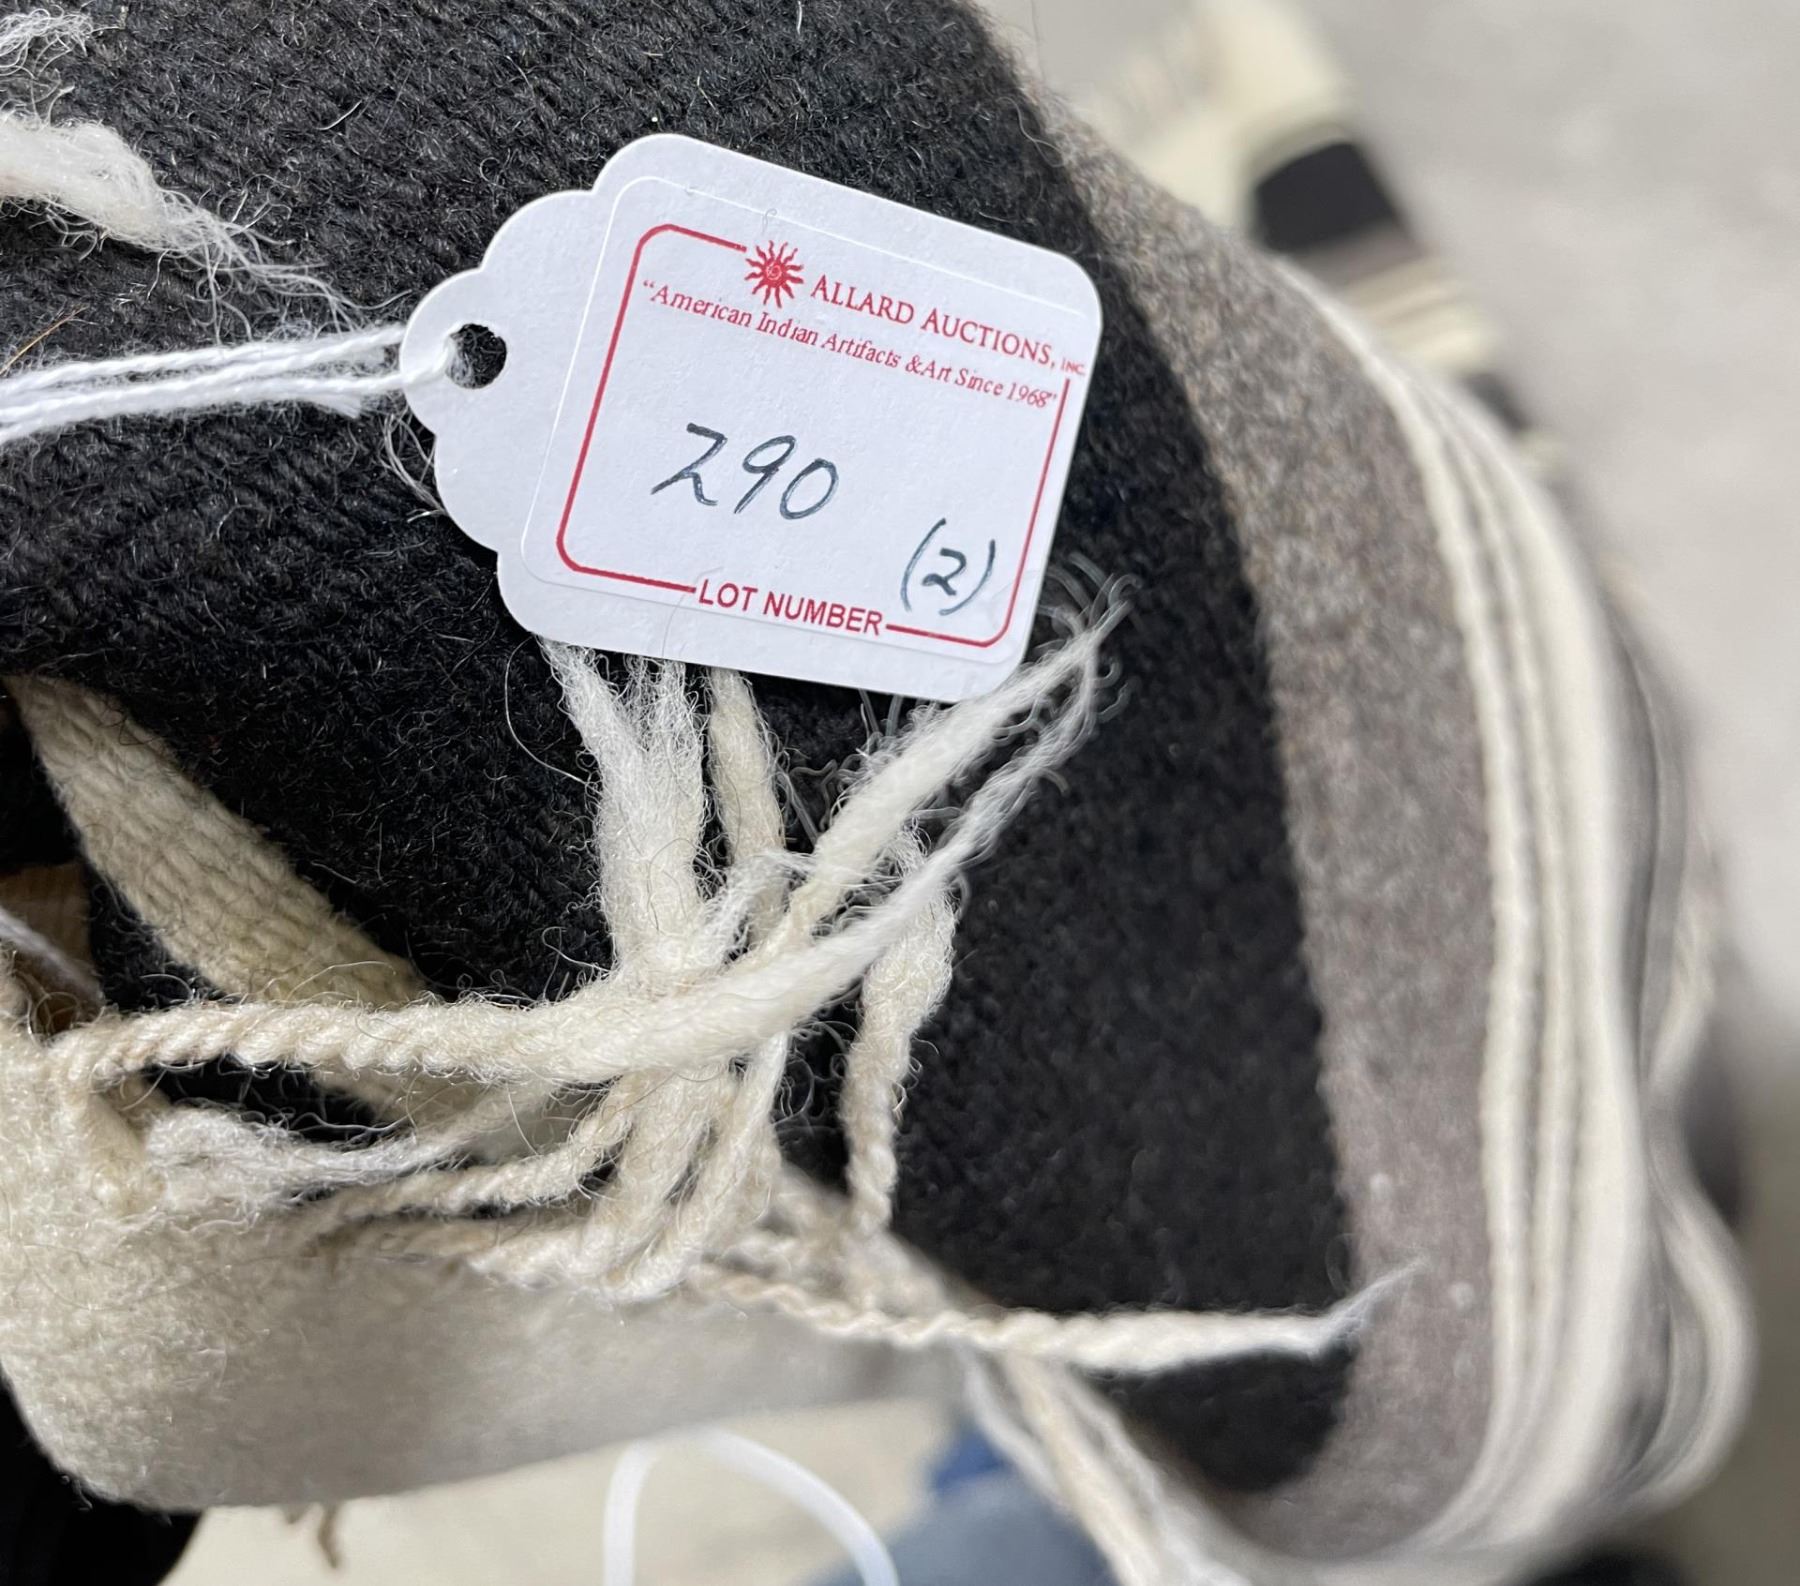 ALLARD AUCTIONS, INC.
"American Indian Artifacts & Art Since 1968"
290
(2)
LOT NUMBER